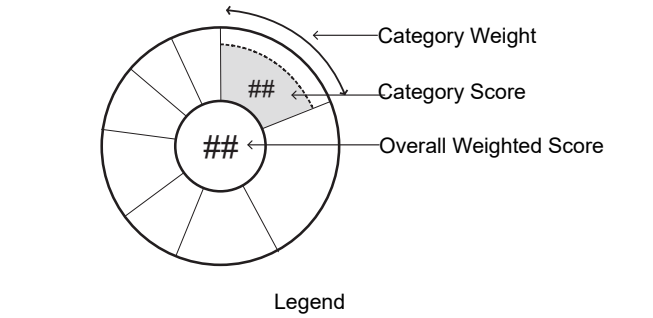 Category Weight
##
Category Score
##
Overall Weighted Score
Legend